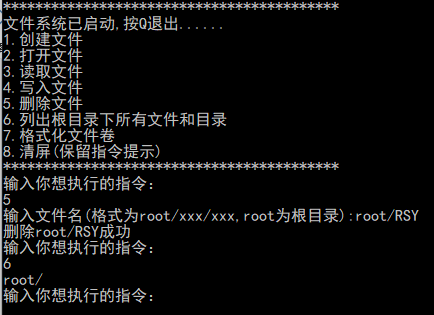 ******************************************
文件系统已启动,按Q退出......
1.创建文件
2.打开文件
3.读取文件
4.写入文件
5.删除文件
6.列出根目录下所有文件和目录
7.格式化文件卷
8.清屏(保留指令提示)
******************************************
输入你想执行的指令:
5
输入文件名(格式为root/xxx/xxx,root为根目录):root/RSY
删除root/RSY成功
输入你想执行的指令:
6
root/
输入你想执行的指令: